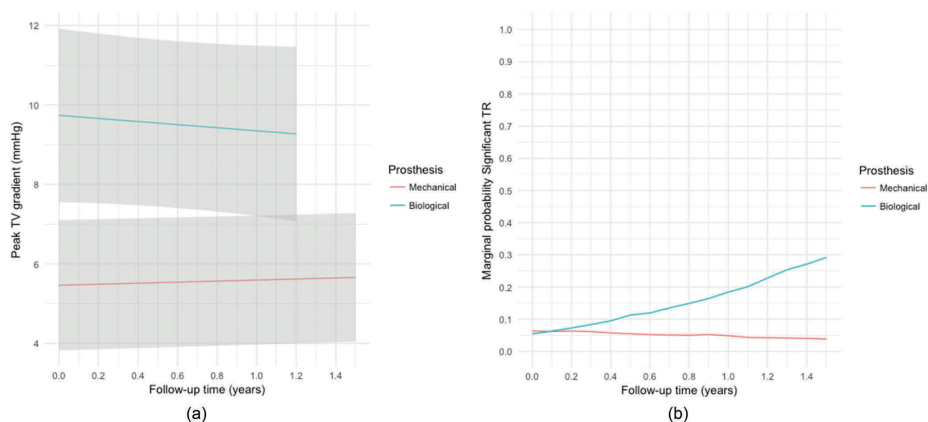 12
10
8
6
4
Peak TV gradient (mmHg)
0.0 0.2 0.4 0.6 0.8 1.0 1.2 1.4
Follow-up time (years)
Prosthesis
Mechanical
Biological
(a)
1.0
0.9
0.8
0.7
0.6
0.5
0.4
0.3
0.2
0.1
0.0
Marginal probability Significant TR
0.0 0.2 0.4 0.6 0.8 1.0 1.2 1.4
Follow-up time (years)
Prosthesis
Mechanical
Biological
(b)